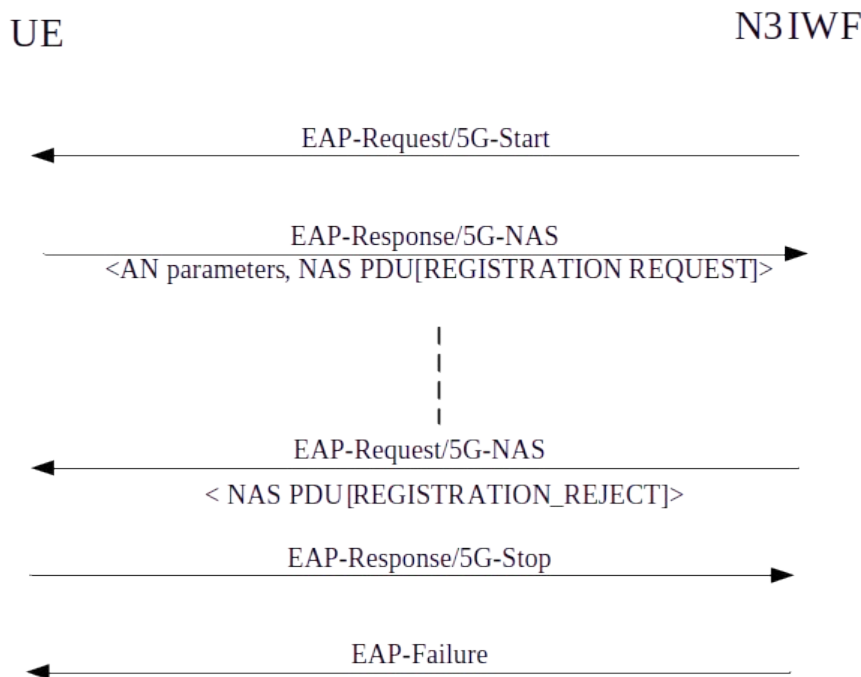 UE
N3IWF
EAP-Request/5G-Start
EAP-Response/5G-NAS
<AN parameters, NAS PDU[REGISTRATION REQUEST]>
EAP-Request/5G-NAS
< NAS PDU[REGISTRATION_REJECT]>
EAP-Response/5G-Stop
EAP-Failure